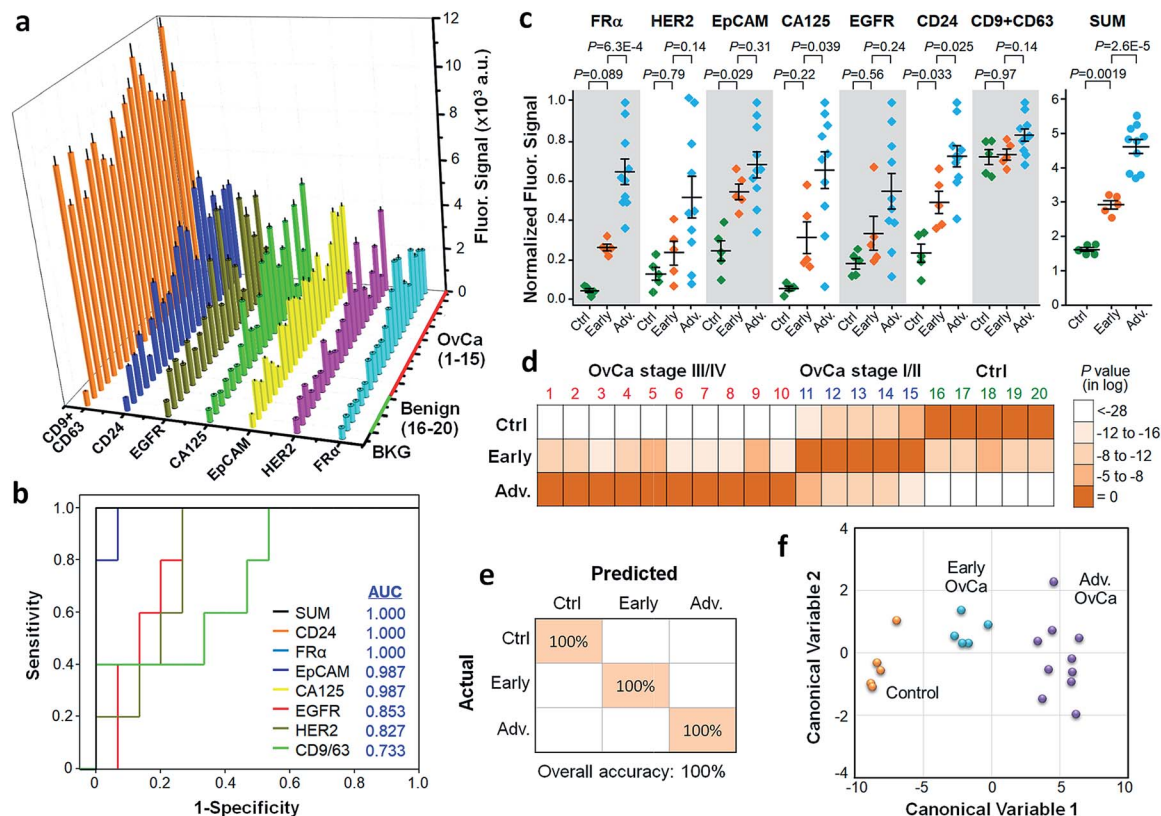 a
12
10
8
6
4
2
0
Fluor. Signal (x10³ a.u.)
CD9+
CD63
CD24
EGFR
CA125
EpCAM
HER2
FRα
OvCa
(1-15)
Benign
(16-20)
BKG
b
1.0
0.8
0.6
0.4
0.2
0
Sensitivity
0 0.2 0.4 0.6 0.8 1.0
1-Specificity
AUC
SUM 1.000
CD24 1.000
FRα 1.000
EpCAM 0.987
CA125 0.987
EGFR 0.853
HER2 0.827
CD9/63 0.733
c
FRα HER2 EpCAM CA125 EGFR CD24 CD9+CD63 SUM
P=6.3E-4 P=0.14 P=0.31 P=0.039 P=0.24 P=0.025 P=0.14 P=2.6E-5
P=0.089 P=0.79 P=0.029 P=0.22 P=0.56 P=0.033 P=0.97 P=0.0019
Normalized Fluor. Signal
1.0
0.8
0.6
0.4
0.2
0.0
6
5
4
3
2
1
0
Ctrl Early Adv. Ctrl Early Adv. Ctrl Early Adv. Ctrl Early Adv. Ctrl Early Adv. Ctrl Early Adv. Ctrl Early Adv. Ctrl Early Adv.
d
OvCa stage III/IV OvCa stage I/II Ctrl
1 2 3 4 5 6 7 8 9 10 11 12 13 14 15 16 17 18 19 20
Ctrl
Early
Adv.
P value
(in log)
<-28
-12 to -16
-8 to -12
-5 to -8
= 0
e
Predicted
Ctrl Early Adv.
Actual
Ctrl 100%
Early 100%
Adv. 100%
Overall accuracy: 100%
f
4
2
0
-2
-4
Canonical Variable 2
Early
OvCa
Adv.
OvCa
Control
-10 -5 0 5 10
Canonical Variable 1